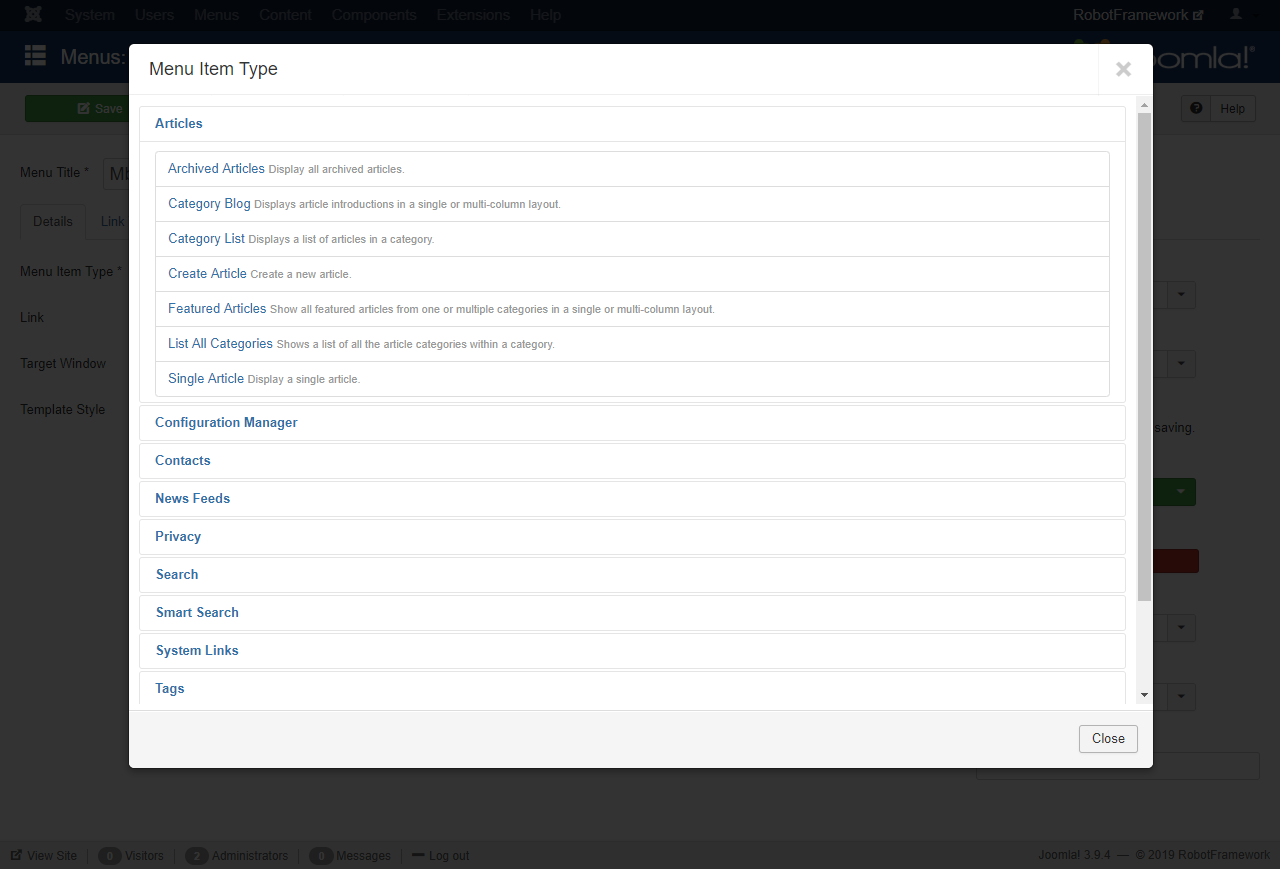 System Users Menus Content Components Extensions Help RobotFramework
Menus:
Menu Item Type
Joomla!®
Save
Help
Articles
Menu Title *
Archived Articles Display all archived articles.
Category Blog Displays article introductions in a single or multi-column layout.
Details Link
Category List Displays a list of articles in a category.
Menu Item Type *
Create Article Create a new article.
Featured Articles Show all featured articles from one or multiple categories in a single or multi-column layout.
Link
List All Categories Shows a list of all the article categories within a category.
Target Window
Single Article Display a single article.
Template Style
Configuration Manager
saving.
Contacts
News Feeds
Privacy
Search
Smart Search
System Links
Tags
Close
View Site 0 Visitors 2 Administrators 0 Messages Log out Joomla! 3.9.4 — © 2019 RobotFramework